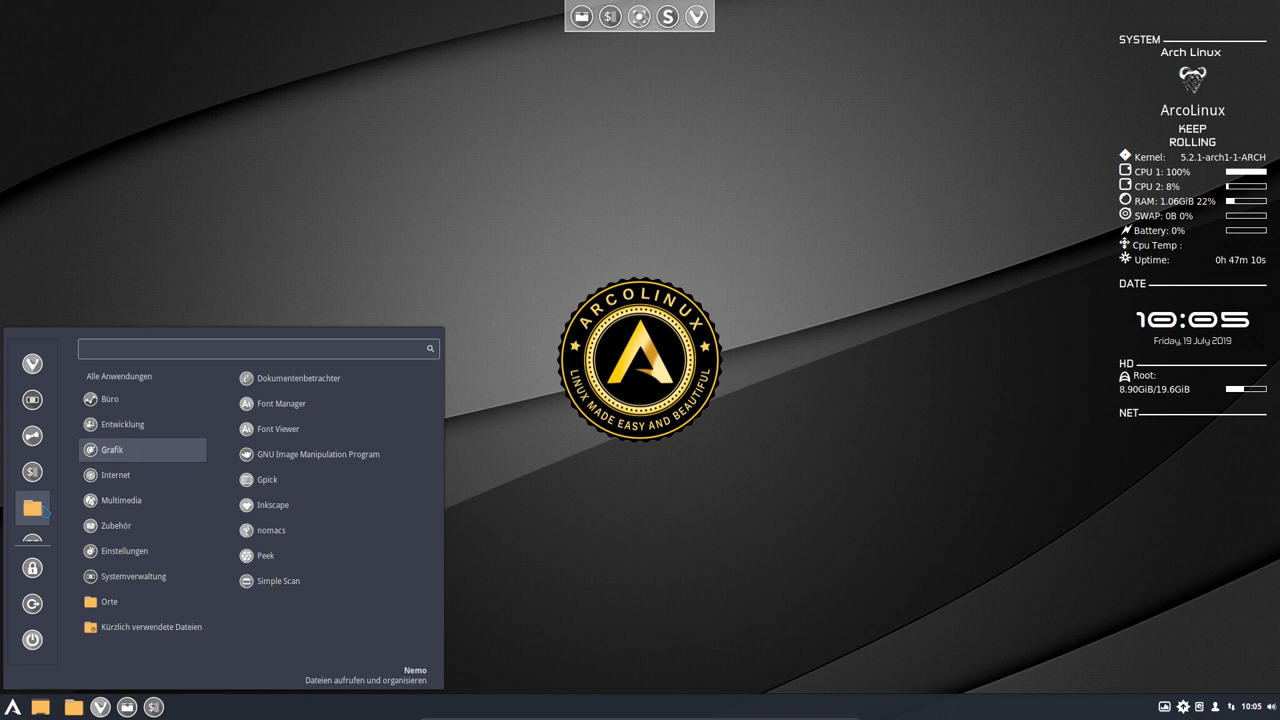 SYSTEM
Arch Linux
ArcoLinux
KEEP
ROLLING
Kernel: 5.2.1-arch1-1-ARCH
CPU 1: 100%
CPU 2: 8%
RAM: 1.06GiB 22%
SWAP: 0B 0%
Battery: 0%
Cpu Temp :
Uptime: 0h 47m 10s
DATE
10:05
Friday, 19 July 2019
HD
Root:
8.90GiB/19.6GiB
NET
ARCOLINUX
LINUX MADE EASY AND BEAUTIFUL
Alle Anwendungen
Büro
Entwicklung
Grafik
Internet
Multimedia
Zubehör
Einstellungen
Systemverwaltung
Orte
Kürzlich verwendete Dateien
Dokumentenbetrachter
Font Manager
Font Viewer
GNU Image Manipulation Program
Gpick
Inkscape
nomacs
Peek
Simple Scan
Nemo
Dateien aufrufen und organisieren
10:05